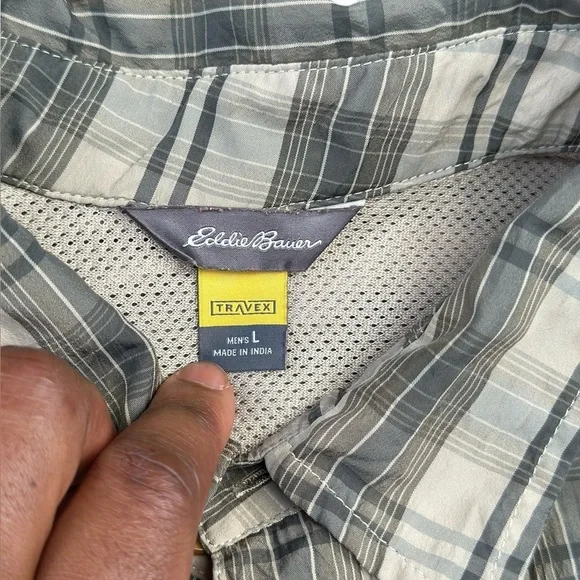 Eddie Bauer
TRAVEX
MEN'S L
MADE IN INDIA